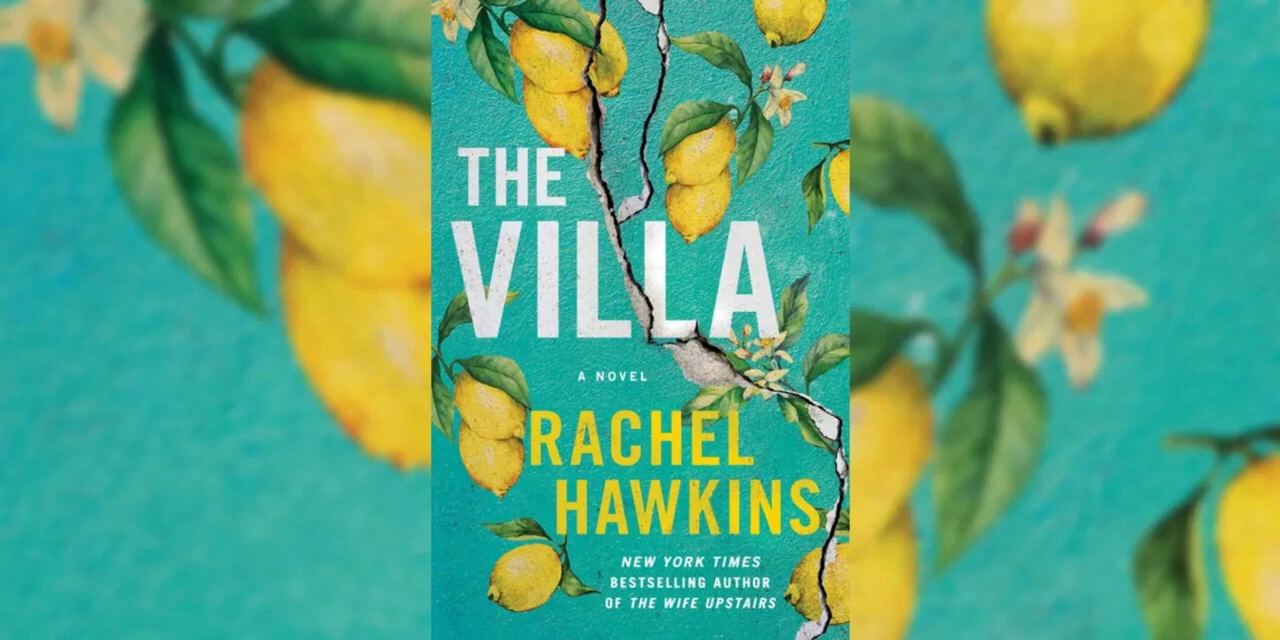 THE
VILLA
A NOVEL
RACHEL
HAWKINS
NEW YORK TIMES
BESTSELLING AUTHOR
OF THE WIFE UPSTAIRS